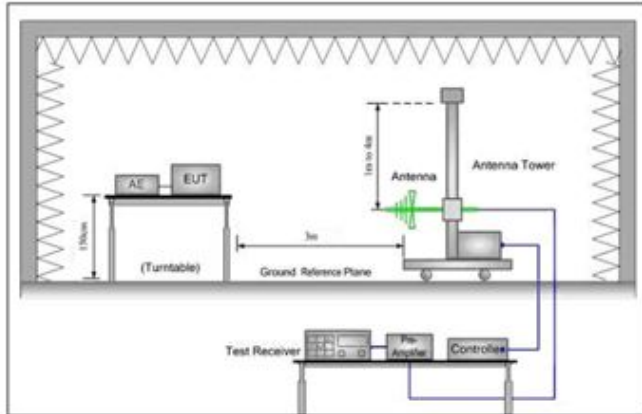 1m to 4m
Antenna
Antenna Tower
AE
EUT
150cm
(Turntable)
3m
Ground Reference Plane
Test Receiver
Pre-
Amplifier
Controller